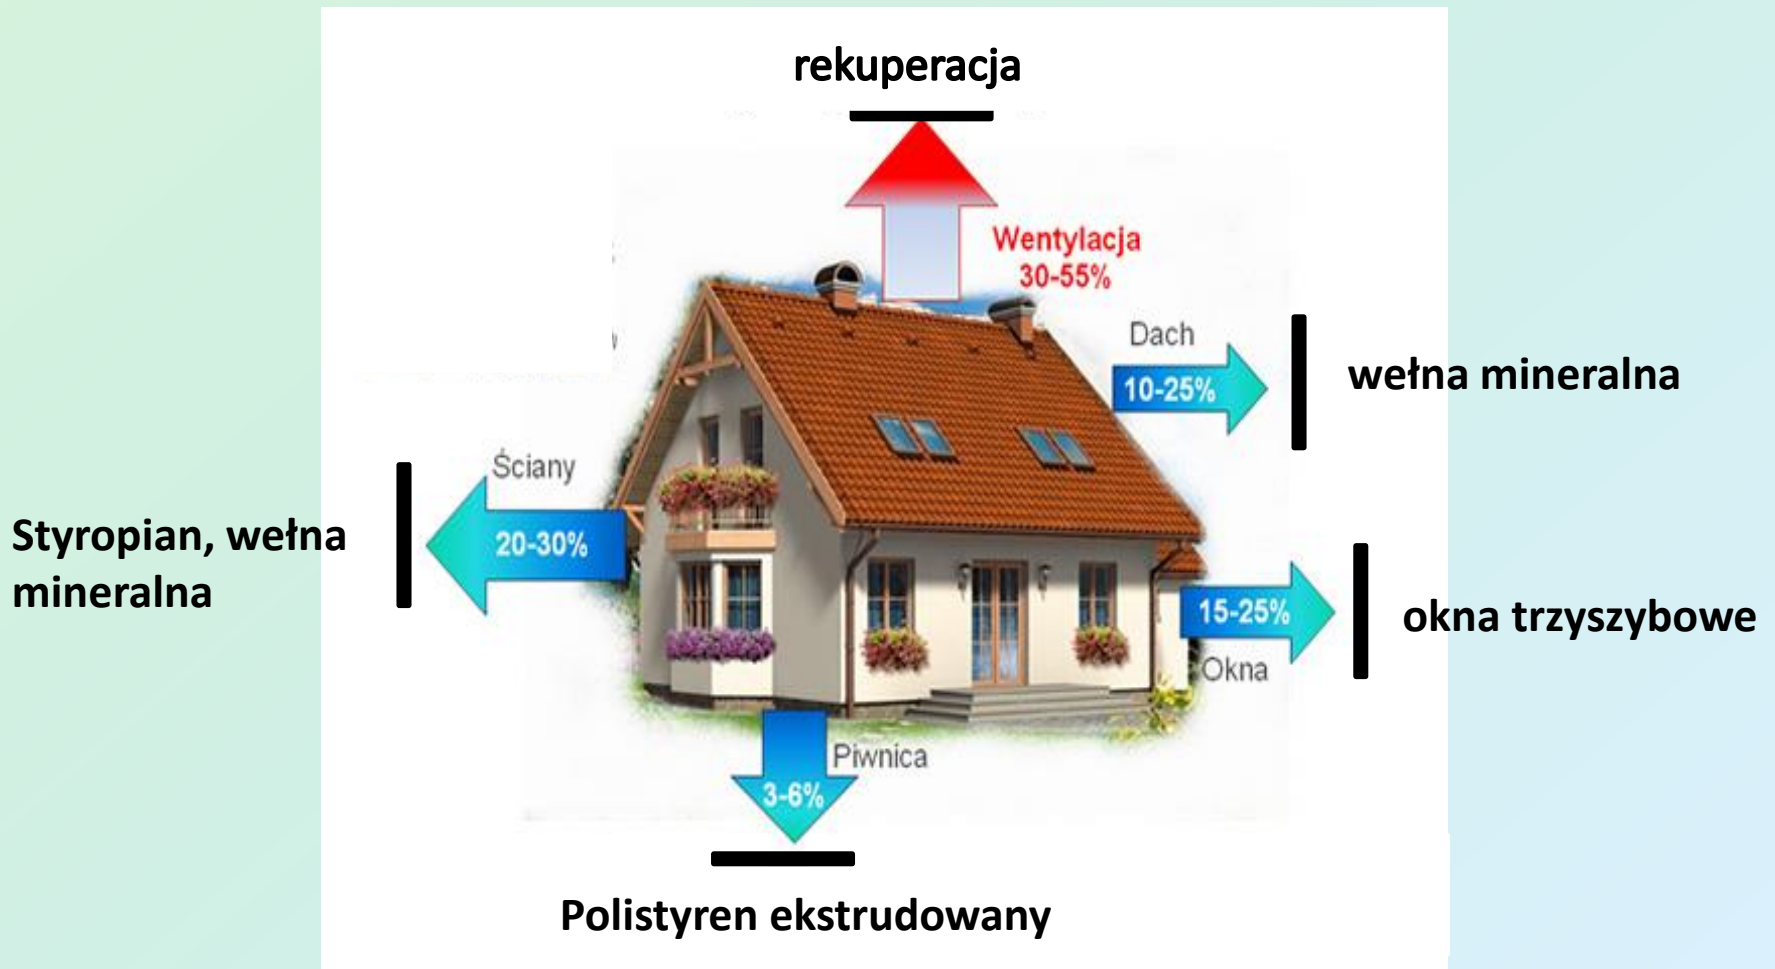 rekuperacja
Wentylacja
30-55%
Dach
10-25%
wełna mineralna
Ściany
20-30%
Styropian, wełna
mineralna
15-25%
Okna
okna trzyszybowe
Piwnica
3-6%
Polistyren ekstrudowany